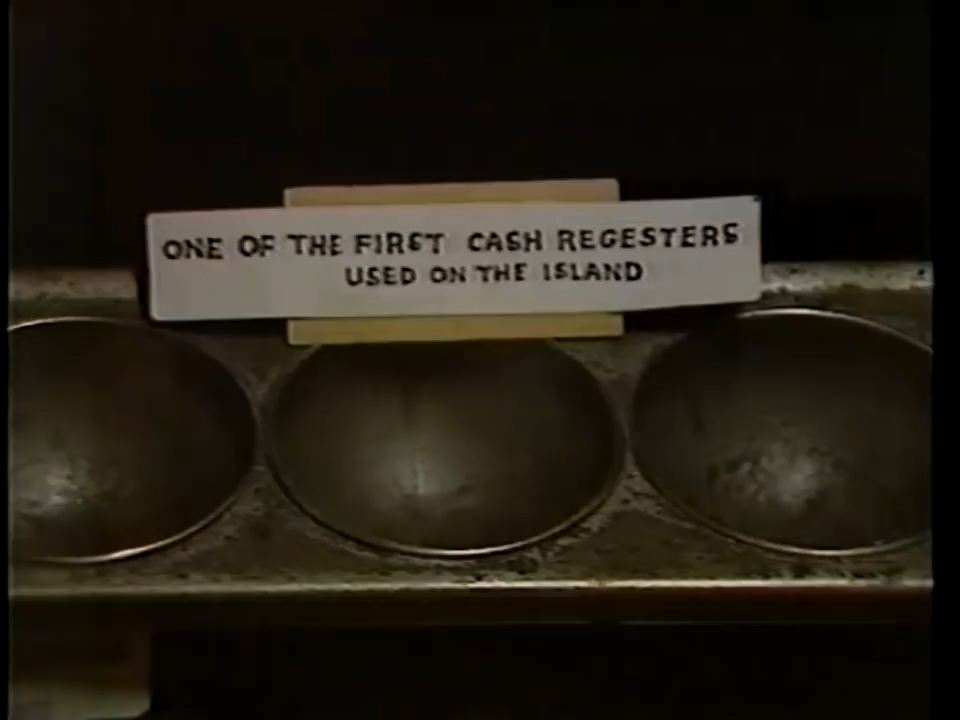 ONE OF THE FIRST CASH REGESTERS
USED ON THE ISLAND